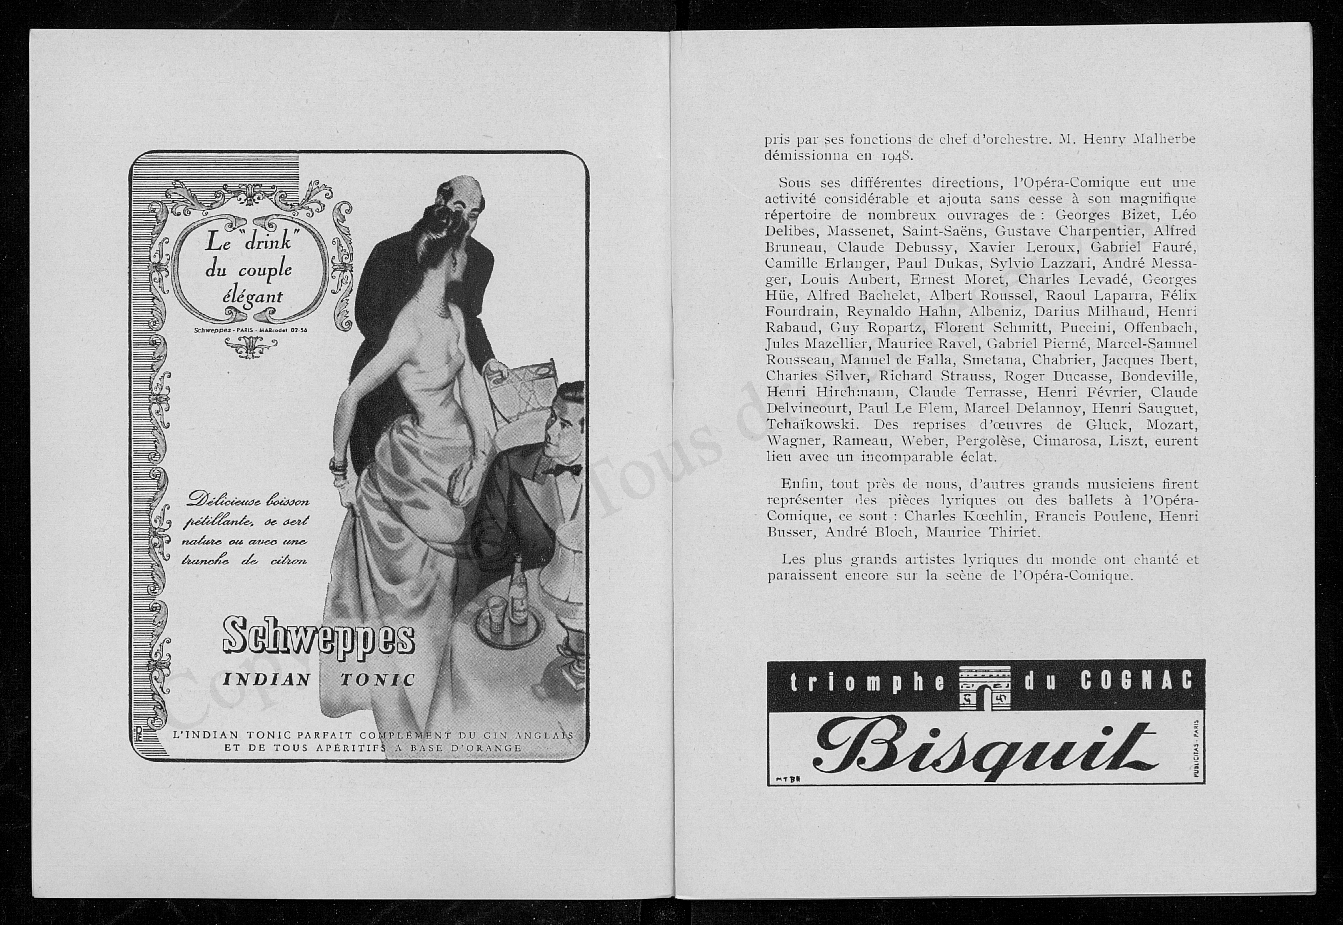 Le "drink"
du couple
élégant
Schweppes - PARIS - MARcadet 02-56
Délicieuse boisson
pétillante, se sert
nature ou avec une
tranche de citron
Schweppes
INDIAN TONIC
L'INDIAN TONIC PARFAIT COMPLÉMENT DU GIN ANGLAIS
ET DE TOUS APÉRITIFS A BASE D'ORANGE
pris par ses fonctions de chef d'orchestre. M. Henry Malherbe
démissionna en 1948.
Sous ses différentes directions, l'Opéra-Comique eut une
activité considérable et ajouta sans cesse à son magnifique
répertoire de nombreux ouvrages de : Georges Bizet, Léo
Delibes, Massenet, Saint-Saëns, Gustave Charpentier, Alfred
Bruneau, Claude Debussy, Xavier Leroux, Gabriel Fauré,
Camille Erlanger, Paul Dukas, Sylvio Lazzari, André Messa-
ger, Louis Aubert, Ernest Moret, Charles Levadé, Georges
Hüe, Alfred Bachelet, Albert Roussel, Raoul Laparra, Félix
Fourdrain, Reynaldo Hahn, Albeniz, Darius Milhaud, Henri
Rabaud, Guy Ropartz, Florent Schmitt, Puccini, Offenbach,
Jules Mazellier, Maurice Ravel, Gabriel Pierné, Marcel-Samuel
Rousseau, Manuel de Falla, Smetana, Chabrier, Jacques Ibert,
Charles Silver, Richard Strauss, Roger Ducasse, Bondeville,
Henri Hirchmann, Claude Terrasse, Henri Février, Claude
Delvincourt, Paul Le Flem, Marcel Delannoy, Henri Sauguet,
Tchaïkowski. Des reprises d'œuvres de Gluck, Mozart,
Wagner, Rameau, Weber, Pergolèse, Cimarosa, Liszt, eurent
lieu avec un incomparable éclat.
Enfin, tout près de nous, d'autres grands musiciens firent
représenter des pièces lyriques ou des ballets à l'Opéra-
Comique, ce sont : Charles Kœchlin, Francis Poulenc, Henri
Busser, André Bloch, Maurice Thiriet.
Les plus grands artistes lyriques du monde ont chanté et
paraissent encore sur la scène de l'Opéra-Comique.
triomphe du COGNAC
Bisquit
PUBLICITAS - PARIS